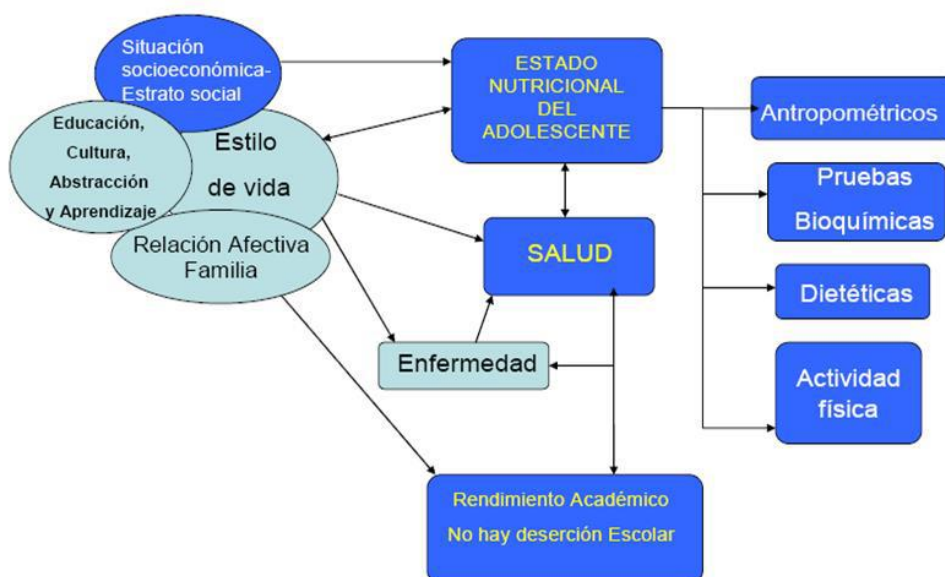 Situación
socioeconómica-
Estrato social
Educación,
Cultura,
Abstracción
y Aprendizaje
Estilo
de vida
Relación Afectiva
Familia
ESTADO
NUTRICIONAL
DEL
ADOLESCENTE
SALUD
Enfermedad
Rendimiento Académico
No hay deserción Escolar
Antropométricos
Pruebas
Bioquímicas
Dietéticas
Actividad
física